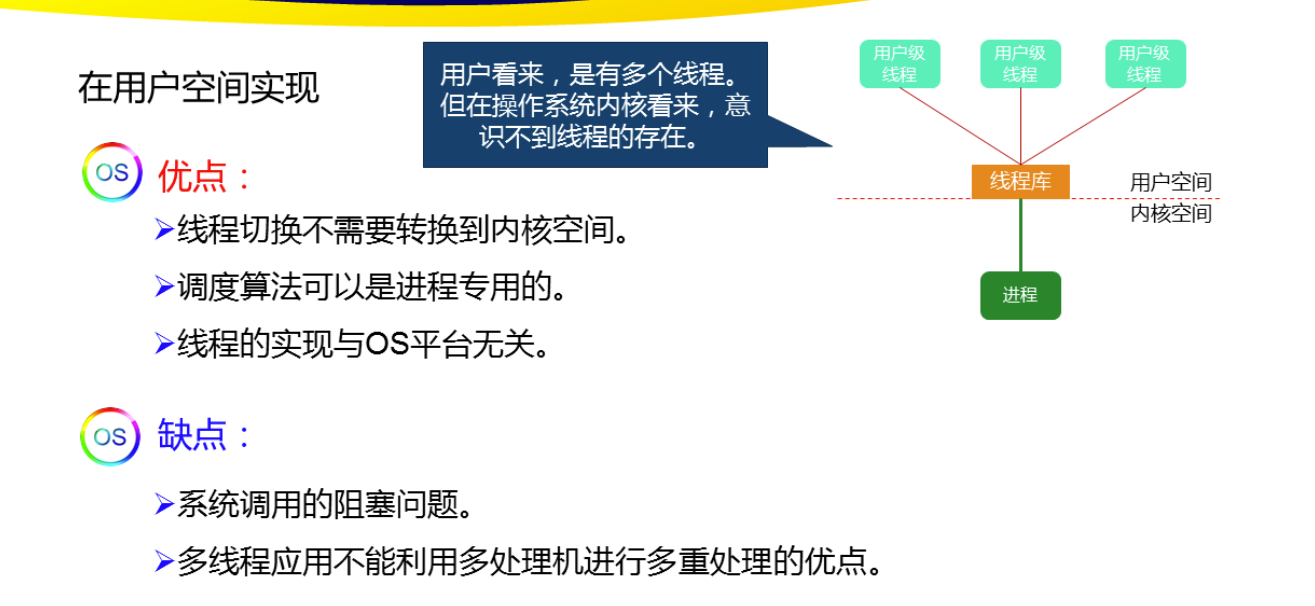 在用户空间实现
用户看来，是有多个线程。
但在操作系统内核看来，意
识不到线程的存在。
用户级
线程
用户级
线程
用户级
线程
线程库
用户空间
内核空间
进程
OS
优点：
➢线程切换不需要转换到内核空间。
➢调度算法可以是进程专用的。
➢线程的实现与OS平台无关。
OS
缺点：
➢系统调用的阻塞问题。
➢多线程应用不能利用多处理机进行多重处理的优点。